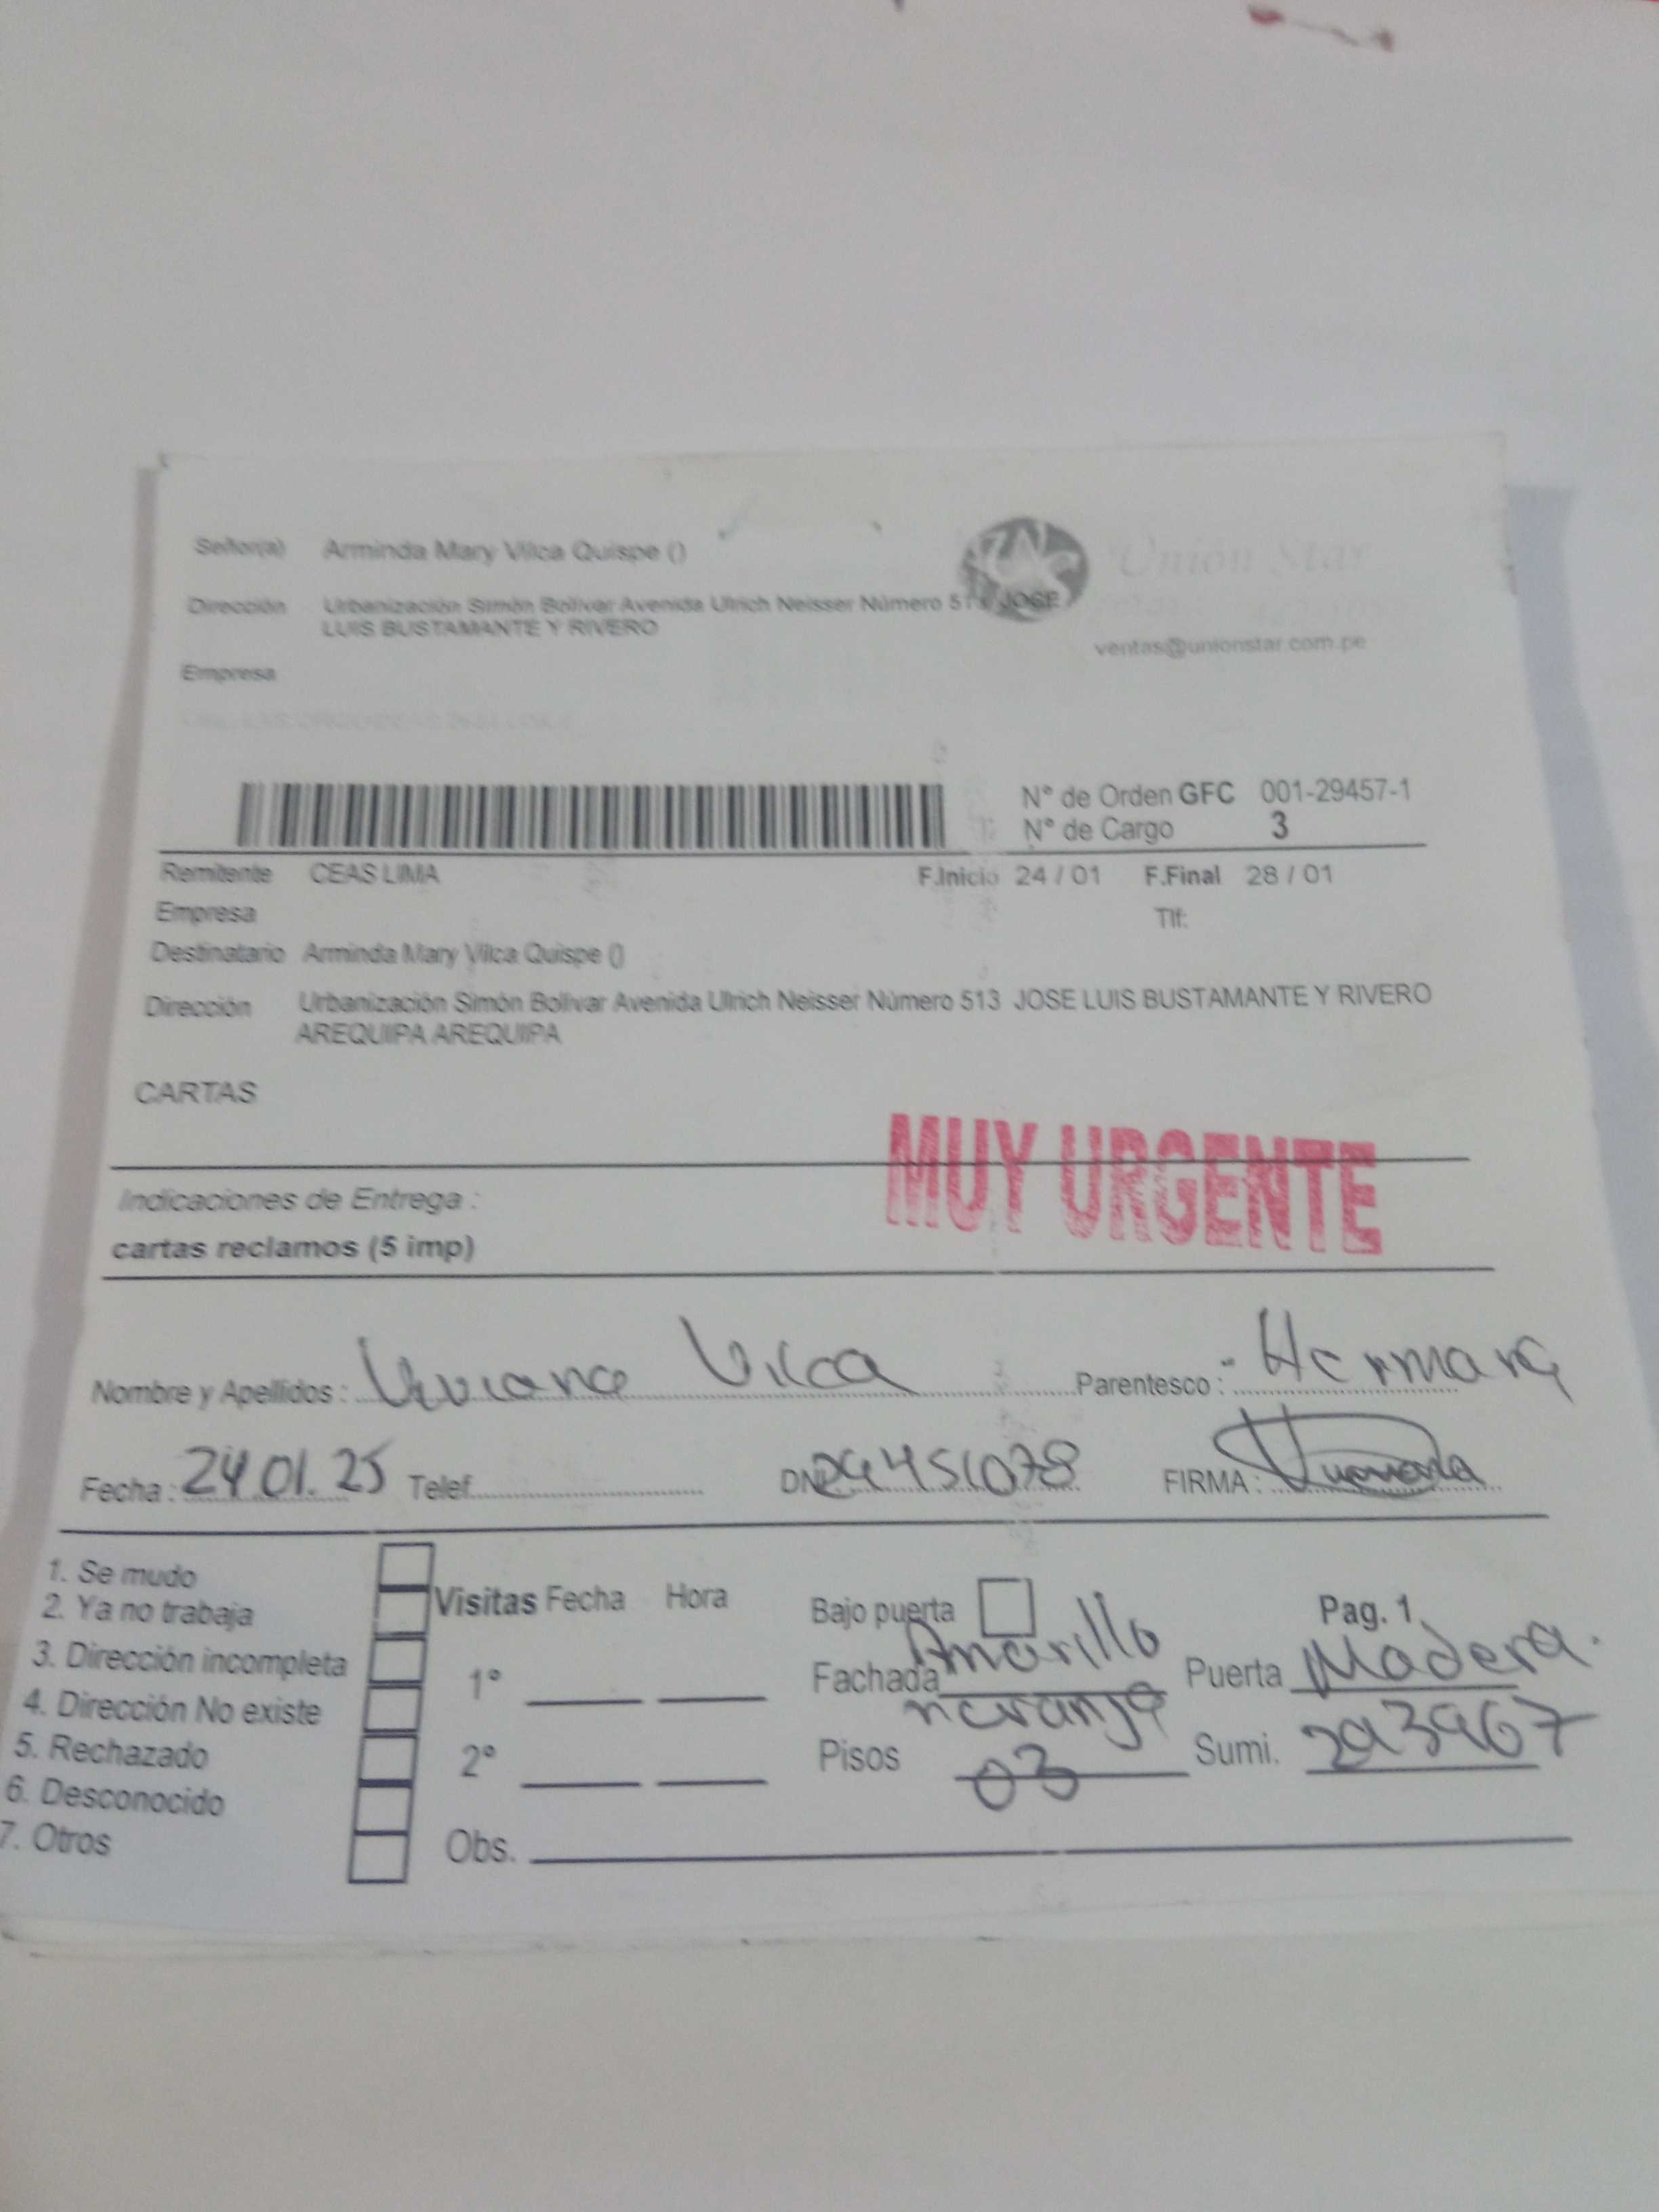 Señor(a) Arminda Mary Vilca Quispe ()
Unión Star
Dirección Urbanización Simón Bolívar Avenida Ulrich Neisser Número JOSE
LUIS BUSTAMANTE Y RIVERO
ventas@unionstar.com.pe
Empresa
N° de Orden GFC 001-29457-1
N° de Cargo 3
Remitente CEAS LIMA F.Inicio 24 / 01 F.Final 28 / 01
Empresa Tlf:
Destinatario Arminda Mary Vilca Quispe ()
Dirección Urbanización Simón Bolívar Avenida Ulrich Neisser Número 513 JOSE LUIS BUSTAMANTE Y RIVERO
AREQUIPA AREQUIPA
CARTAS
MUY URGENTE
Indicaciones de Entrega :
cartas reclamos (5 imp)
Nombre y Apellidos : Viviana Vilca Parentesco : Hermana
Fecha : 24 01. 25 Telef. DNI FIRMA :
1. Se mudo
2. Ya no trabaja
3. Dirección incompleta
4. Dirección No existe
5. Rechazado
6. Desconocido
7. Otros
Visitas Fecha Hora
1°
2°
Obs.
Bajo puerta Pag. 1
Fachada Amarillo naranja Puerta Madera.
Pisos 03 Sumi.